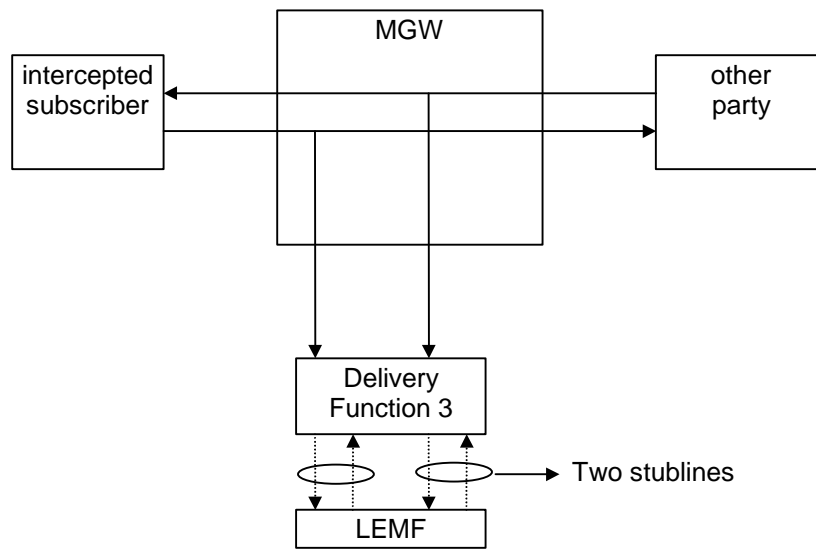 MGW
intercepted
subscriber
other
party
Delivery
Function 3
Two stublines
LEMF